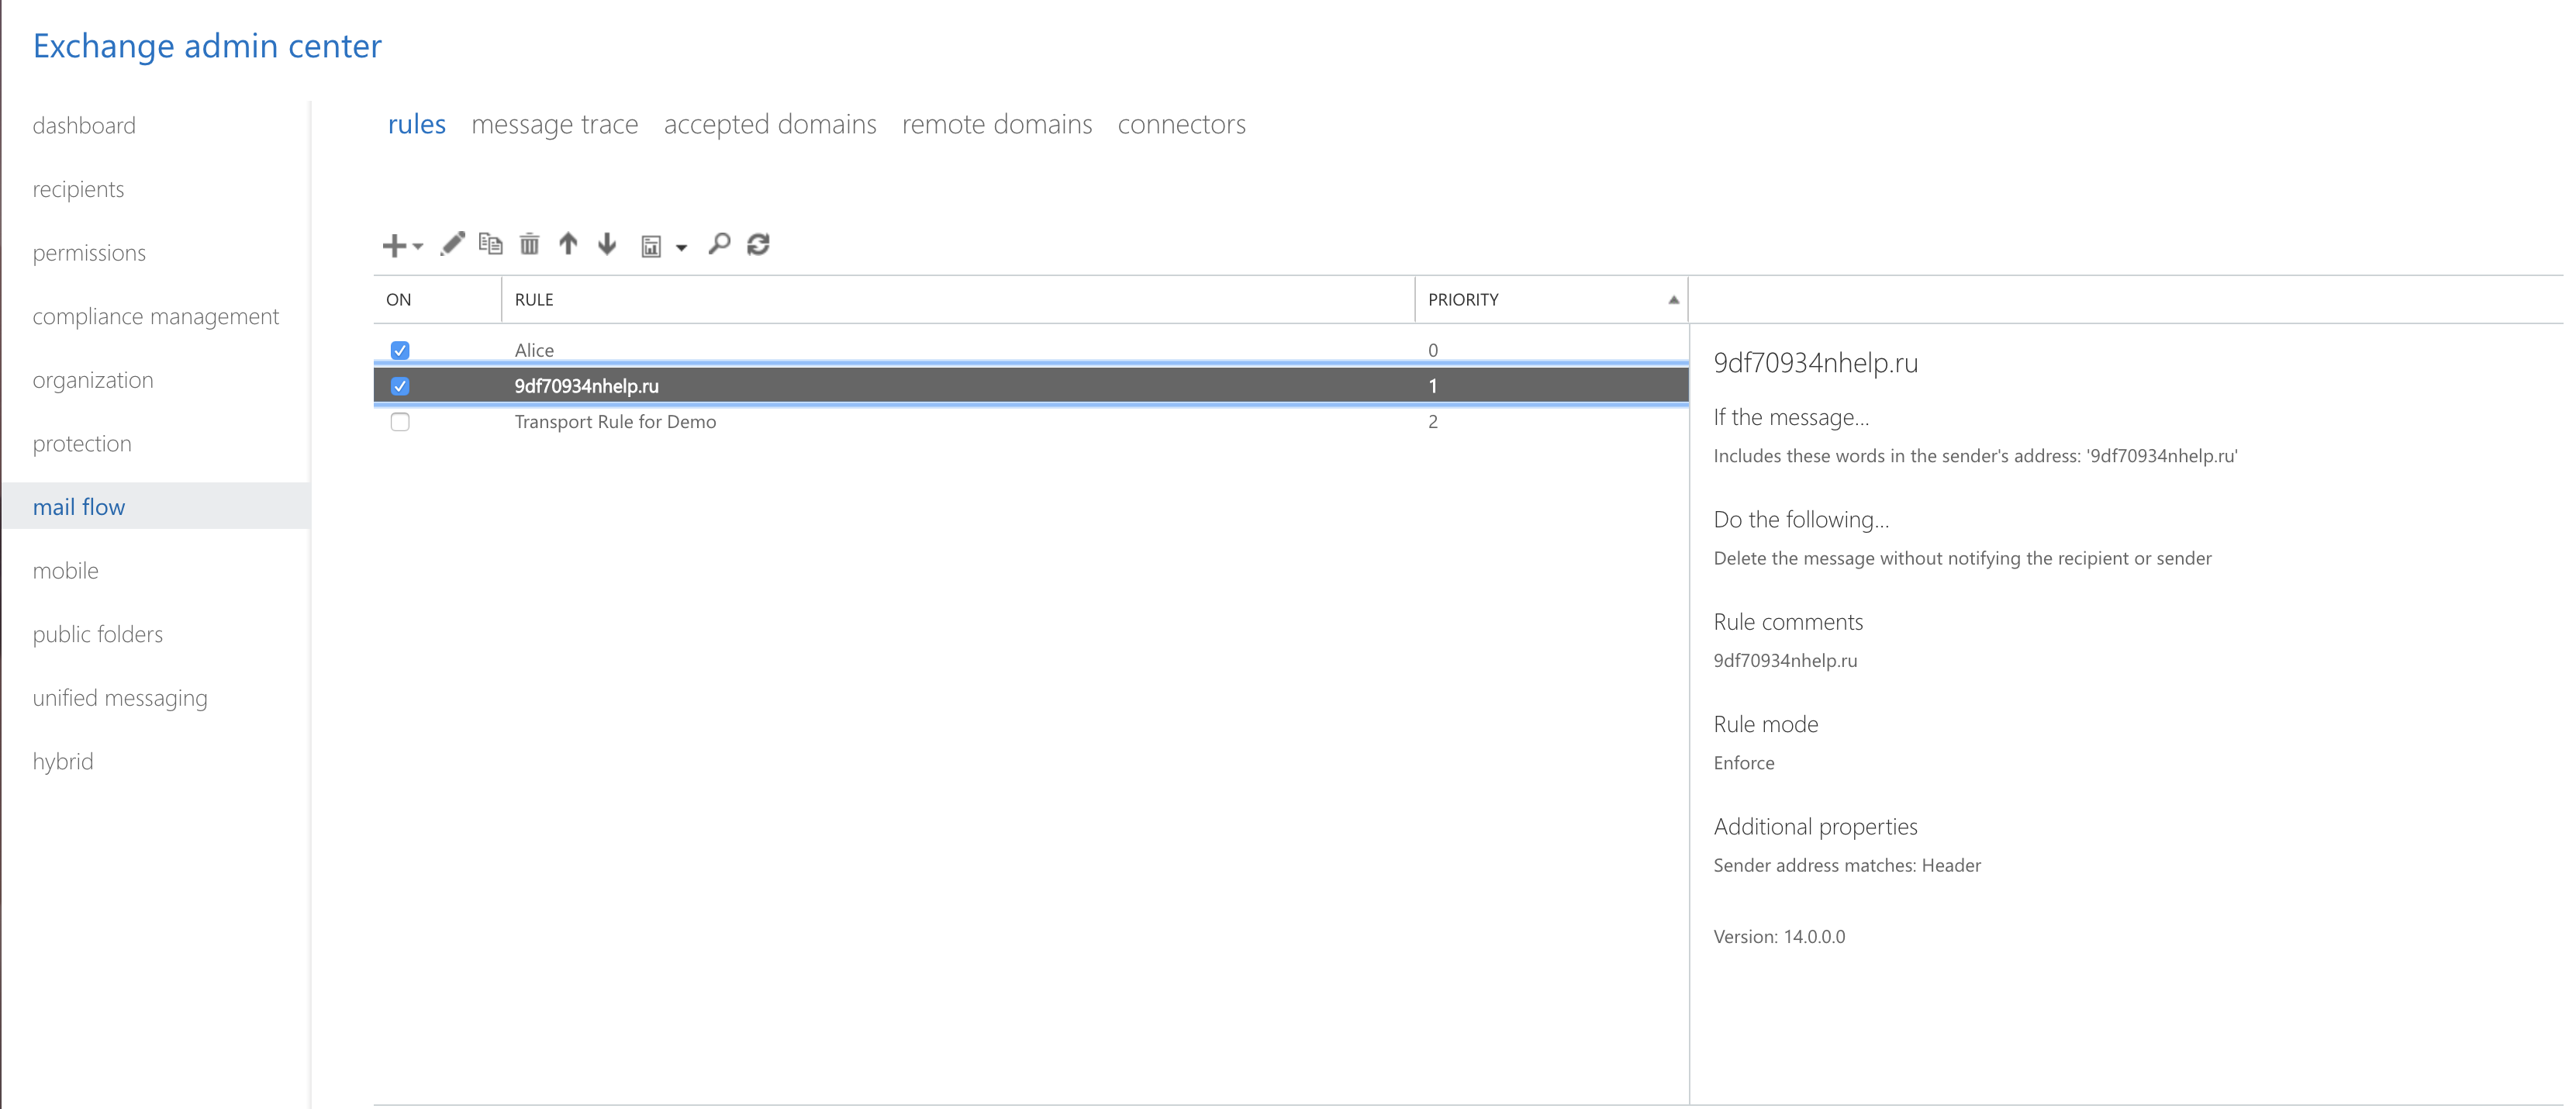 Exchange admin center
dashboard
recipients
permissions
compliance management
organization
protection
mail flow
mobile
public folders
unified messaging
hybrid
rules message trace accepted domains remote domains connectors
ON RULE PRIORITY
Alice 0
9df70934nhelp.ru 1
Transport Rule for Demo 2
9df70934nhelp.ru
If the message...
Includes these words in the sender's address: '9df70934nhelp.ru'
Do the following...
Delete the message without notifying the recipient or sender
Rule comments
9df70934nhelp.ru
Rule mode
Enforce
Additional properties
Sender address matches: Header
Version: 14.0.0.0